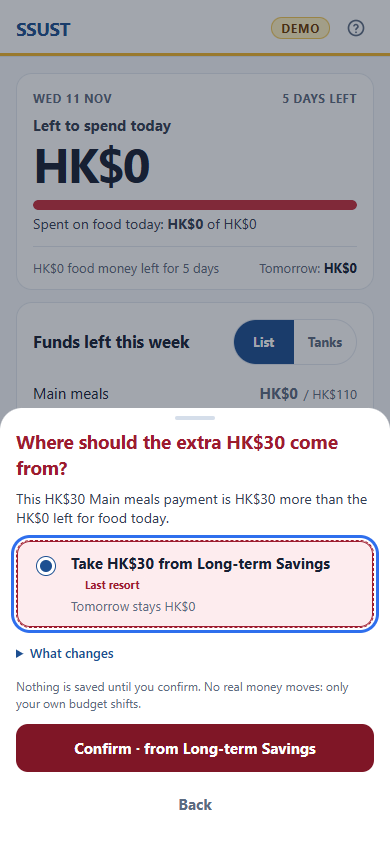 SSUST
DEMO
?
WED 11 NOV
5 DAYS LEFT
Left to spend today
HK$0
Spent on food today: HK$0 of HK$0
HK$0 food money left for 5 days
Tomorrow: HK$0
Funds left this week
List
Tanks
Main meals
HK$0 / HK$110
Where should the extra HK$30 come
from?
This HK$30 Main meals payment is HK$30 more than the
HK$0 left for food today.
Take HK$30 from Long-term Savings
Last resort
Tomorrow stays HK$0
What changes
Nothing is saved until you confirm. No real money moves: only
your own budget shifts.
Confirm · from Long-term Savings
Back